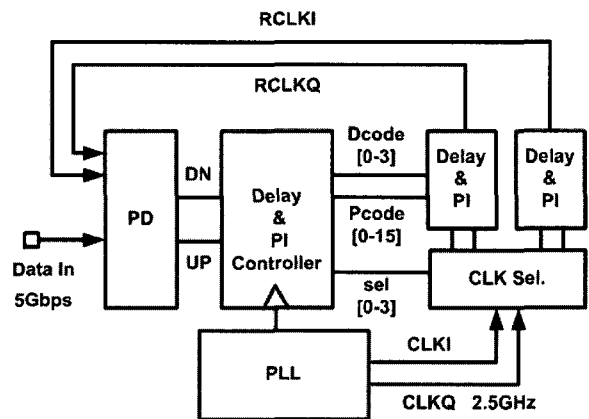 RCLKI
RCLKQ
Dcode
[0-3]
Delay
&
PI
Delay
&
PI
DN
PD
Delay
&
PI
Controller
Pcode
[0-15]
Data In
5Gbps
UP
sel
[0-3]
CLK Sel.
PLL
CLKI
CLKQ 2.5GHz